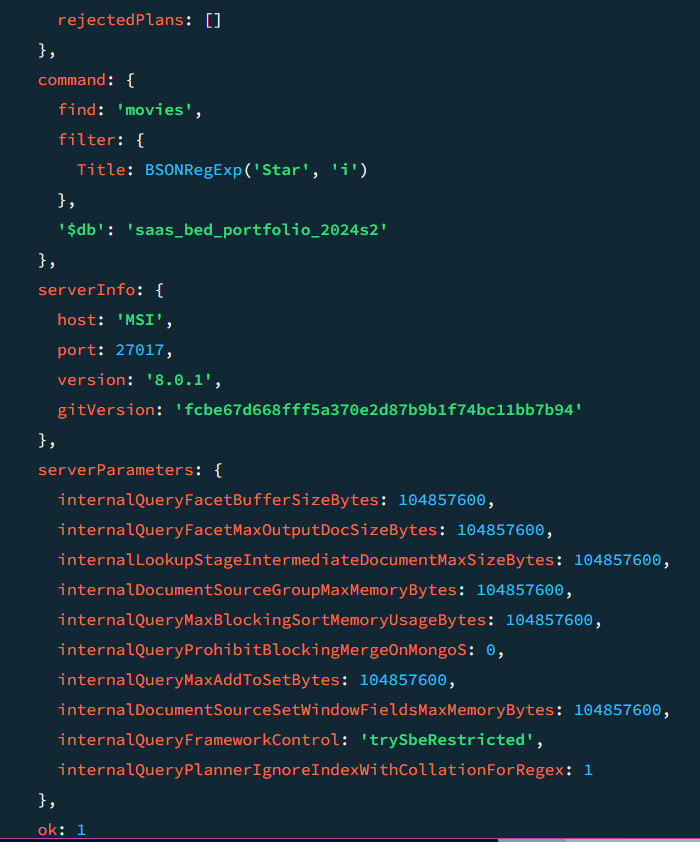 rejectedPlans: []
},
command: {
find: 'movies',
filter: {
Title: BSONRegExp('Star', 'i')
},
'$db': 'saas_bed_portfolio_2024s2'
},
serverInfo: {
host: 'MSI',
port: 27017,
version: '8.0.1',
gitVersion: 'fcbe67d668fff5a370e2d87b9b1f74bc11bb7b94'
},
serverParameters: {
internalQueryFacetBufferSizeBytes: 104857600,
internalQueryFacetMaxOutputDocSizeBytes: 104857600,
internalLookupStageIntermediateDocumentMaxSizeBytes: 104857600,
internalDocumentSourceGroupMaxMemoryBytes: 104857600,
internalQueryMaxBlockingSortMemoryUsageBytes: 104857600,
internalQueryProhibitBlockingMergeOnMongoS: 0,
internalQueryMaxAddToSetBytes: 104857600,
internalDocumentSourceSetWindowFieldsMaxMemoryBytes: 104857600,
internalQueryFrameworkControl: 'trySbeRestricted',
internalQueryPlannerIgnoreIndexWithCollationForRegex: 1
},
ok: 1